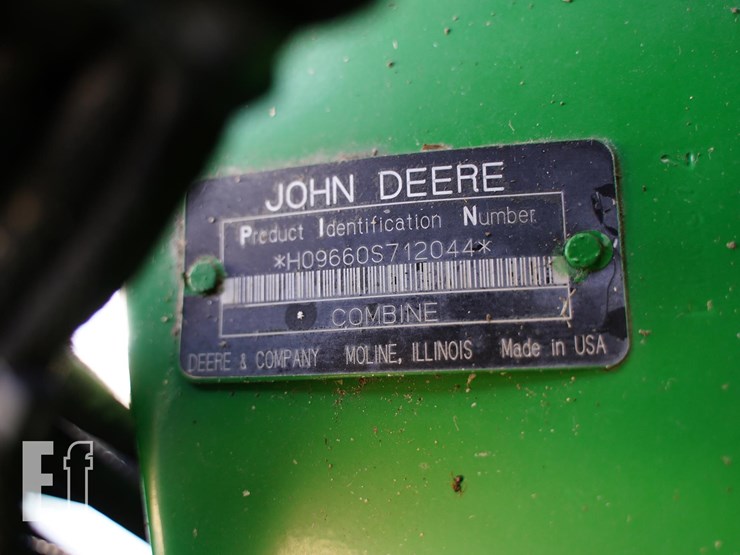 JOHN DEERE
Product Identification Number
*H09660S712044*
COMBINE
DEERE & COMPANY MOLINE, ILLINOIS Made in USA
Ef